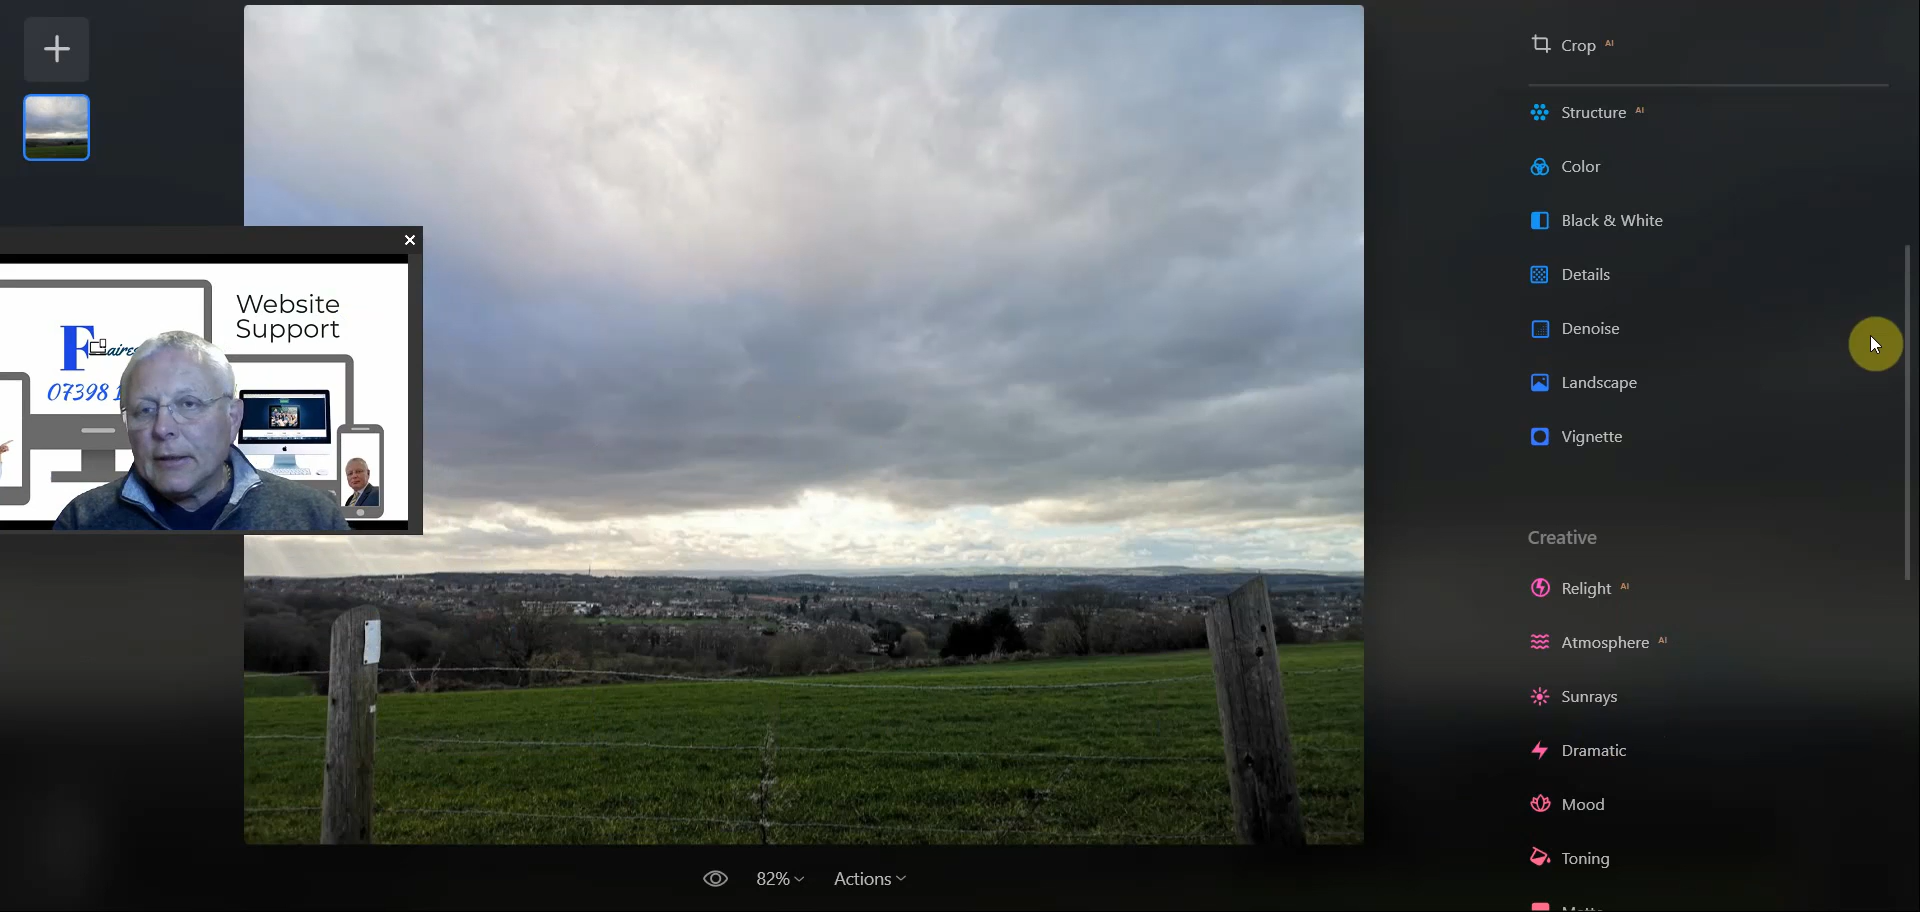 Crop AI
Structure AI
Color
Black & White
Details
Denoise
Landscape
Vignette
Creative
Relight AI
Atmosphere AI
Sunrays
Dramatic
Mood
Toning
Website
Support
07398
82%
Actions